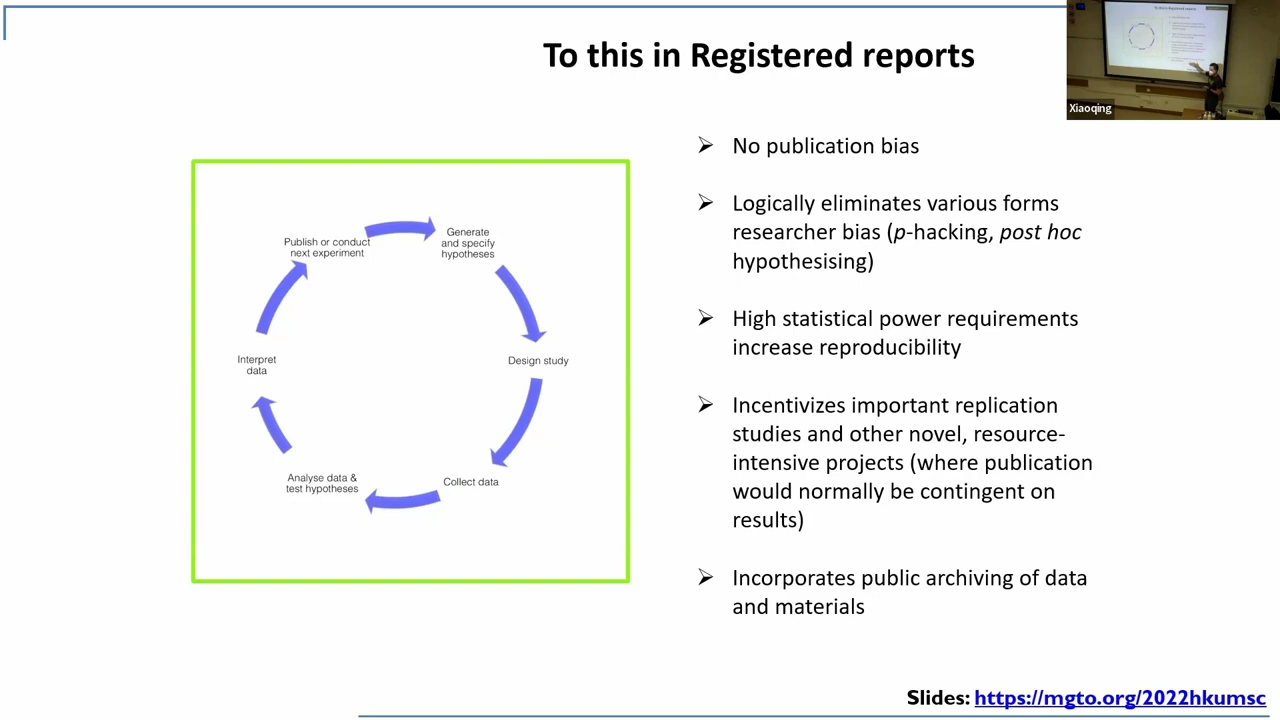 To this in Registered reports
Xiaoqing
Publish or conduct
next experiment
Generate
and specify
hypotheses
Design study
Collect data
Analyse data &
test hypotheses
Interpret
data
➢ No publication bias
➢ Logically eliminates various forms
researcher bias (p-hacking, post hoc
hypothesising)
➢ High statistical power requirements
increase reproducibility
➢ Incentivizes important replication
studies and other novel, resource-
intensive projects (where publication
would normally be contingent on
results)
➢ Incorporates public archiving of data
and materials
Slides: https://mgto.org/2022hkumsc